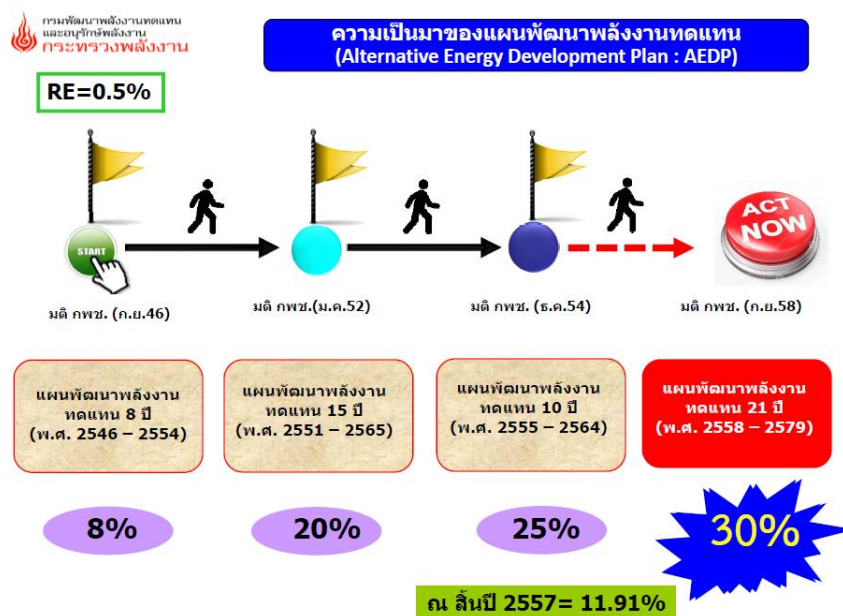 กรมพัฒนาพลังงานทดแทน
และอนุรักษ์พลังงาน
กระทรวงพลังงาน
ความเป็นมาของแผนพัฒนาพลังงานทดแทน
(Alternative Energy Development Plan : AEDP)
RE=0.5%
START
ACT
NOW
มติ กพช. (ก.ย.46)
มติ กพช.(ม.ค.52)
มติ กพช. (ธ.ค.54)
มติ กพช. (ก.ย.58)
แผนพัฒนาพลังงาน
ทดแทน 8 ปี
(พ.ศ. 2546 – 2554)
แผนพัฒนาพลังงาน
ทดแทน 15 ปี
(พ.ศ. 2551 – 2565)
แผนพัฒนาพลังงาน
ทดแทน 10 ปี
(พ.ศ. 2555 – 2564)
แผนพัฒนาพลังงาน
ทดแทน 21 ปี
(พ.ศ. 2558 – 2579)
8%
20%
25%
30%
ณ สิ้นปี 2557= 11.91%